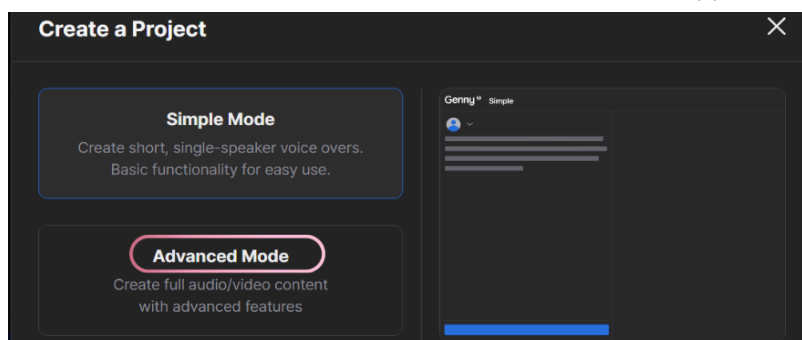 Create a Project
Simple Mode
Create short, single-speaker voice overs.
Basic functionality for easy use.
Advanced Mode
Create full audio/video content
with advanced features
Genny Simple